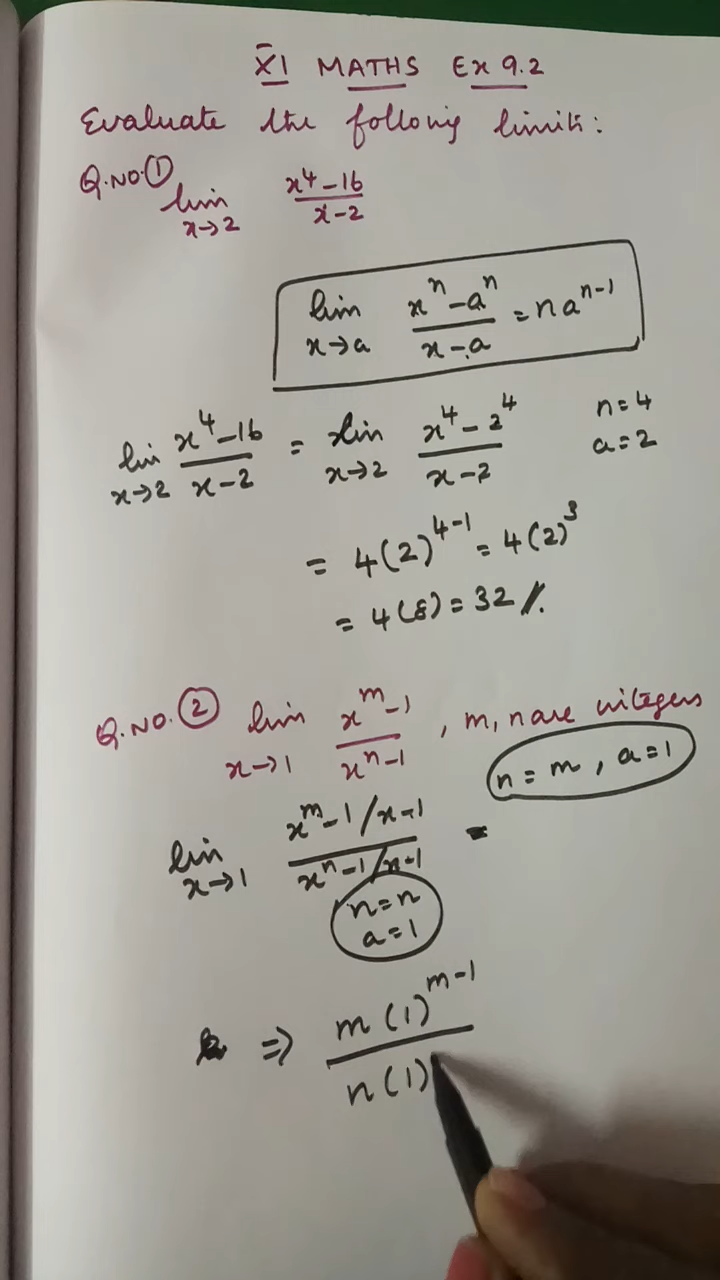 XI MATHS Ex 9.2
Evaluate the following limits:
Q.NO.① lim x→2 x⁴-16/x-2
lim x→a xⁿ-aⁿ/x-a = naⁿ⁻¹
lim x→2 x⁴-16/x-2 = lim x→2 x⁴-2⁴/x-2 n=4
a=2
= 4(2)⁴⁻¹ = 4(2)³
= 4(8) = 32//.
Q.NO.② lim x→1 xᵐ-1/xⁿ-1, m, n are integers
n=m, a=1
lim x→1 xᵐ-1/x-1 / xⁿ-1/x-1 =
n=n
a=1
⇒ m(1)ᵐ⁻¹
n(1)